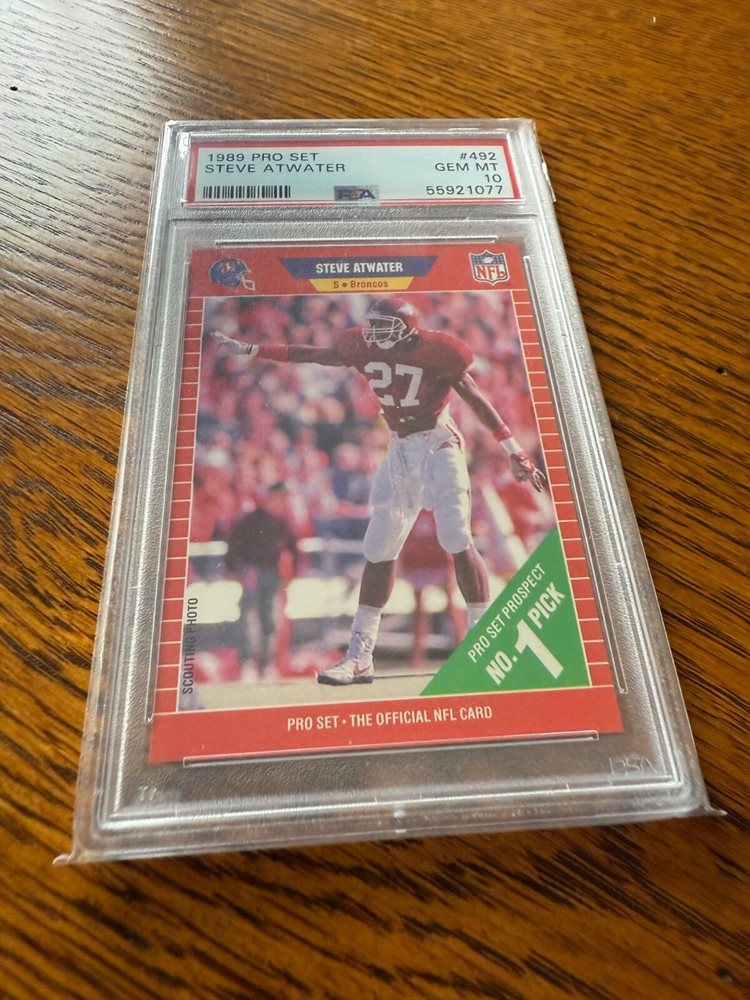 1989 PRO SET #492
STEVE ATWATER GEM MT
10
PSA 55921077
STEVE ATWATER
S • Broncos
NFL
27
SCOUTING PHOTO
PRO SET PROSPECT
NO. 1 PICK
PRO SET • THE OFFICIAL NFL CARD
PSA